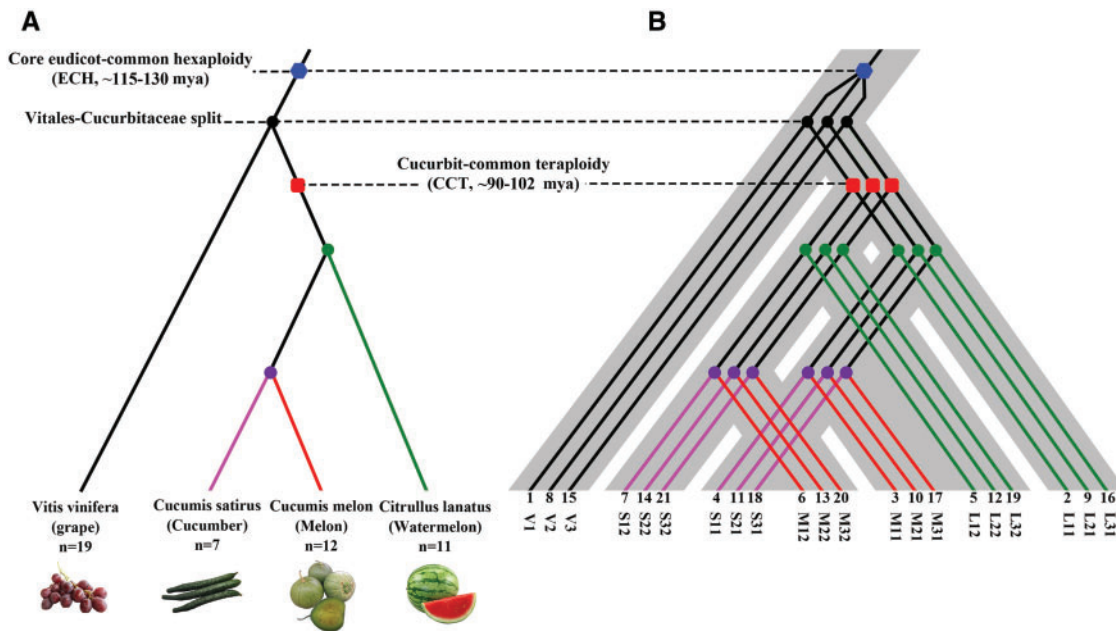 A
B
Core eudicot-common hexaploidy
(ECH, ~115-130 mya)
Vitales-Cucurbitaceae split
Cucurbit-common teraploidy
(CCT, ~90-102 mya)
Vitis vinifera
(grape)
n=19
Cucumis satirus
(Cucumber)
n=7
Cucumis melon
(Melon)
n=12
Citrullus lanatus
(Watermelon)
n=11
1 8 15 7 14 21 4 11 18 6 13 20 3 10 17 5 12 19 2 9 16
V1 V2 V3 S12 S22 S32 S11 S21 S31 M12 M22 M32 M11 M21 M31 L12 L22 L32 L11 L21 L31